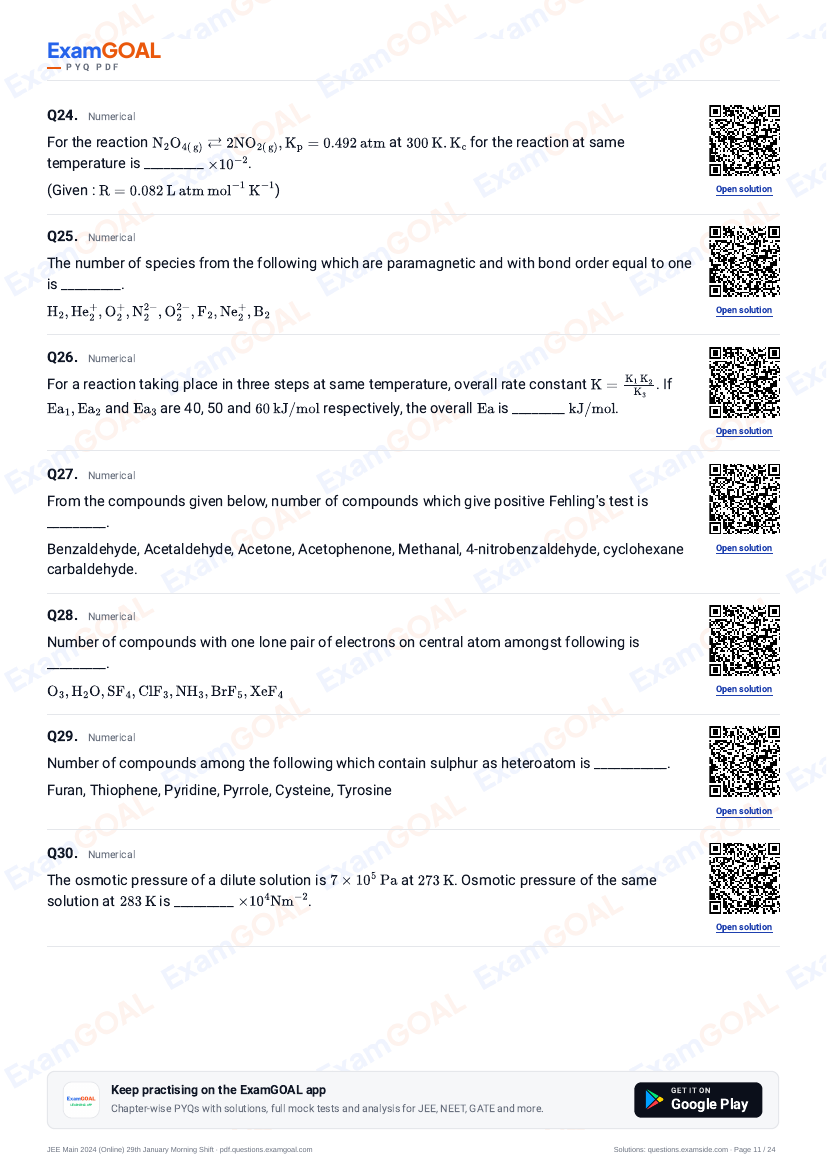 ExamGOAL
PYQ PDF
Q24. Numerical
For the reaction N₂O₄₍g₎ ⇄ 2NO₂₍g₎, Kₚ = 0.492 atm at 300 K. K_c for the reaction at same
temperature is ________ ×10⁻².
(Given : R = 0.082 L atm mol⁻¹ K⁻¹)
Open solution
Q25. Numerical
The number of species from the following which are paramagnetic and with bond order equal to one
is ________.
H₂, He₂⁺, O₂⁺, N₂²⁻, O₂²⁻, F₂, Ne₂⁺, B₂
Open solution
Q26. Numerical
For a reaction taking place in three steps at same temperature, overall rate constant K = K₁ K₂ / K₃. If
Ea₁, Ea₂ and Ea₃ are 40, 50 and 60 kJ/mol respectively, the overall Ea is _______ kJ/mol.
Open solution
Q27. Numerical
From the compounds given below, number of compounds which give positive Fehling's test is
________.
Benzaldehyde, Acetaldehyde, Acetone, Acetophenone, Methanal, 4-nitrobenzaldehyde, cyclohexane
carbaldehyde.
Open solution
Q28. Numerical
Number of compounds with one lone pair of electrons on central atom amongst following is
________.
O₃, H₂O, SF₄, ClF₃, NH₃, BrF₅, XeF₄
Open solution
Q29. Numerical
Number of compounds among the following which contain sulphur as heteroatom is __________.
Furan, Thiophene, Pyridine, Pyrrole, Cysteine, Tyrosine
Open solution
Q30. Numerical
The osmotic pressure of a dilute solution is 7 × 10⁵ Pa at 273 K. Osmotic pressure of the same
solution at 283 K is ________ ×10⁴Nm⁻².
Open solution
ExamGOAL
Keep practising on the ExamGOAL app
Chapter-wise PYQs with solutions, full mock tests and analysis for JEE, NEET, GATE and more.
GET IT ON
Google Play
JEE Main 2024 (Online) 29th January Morning Shift · pdf.questions.examgoal.com
Solutions: questions.examside.com · Page 11 / 24